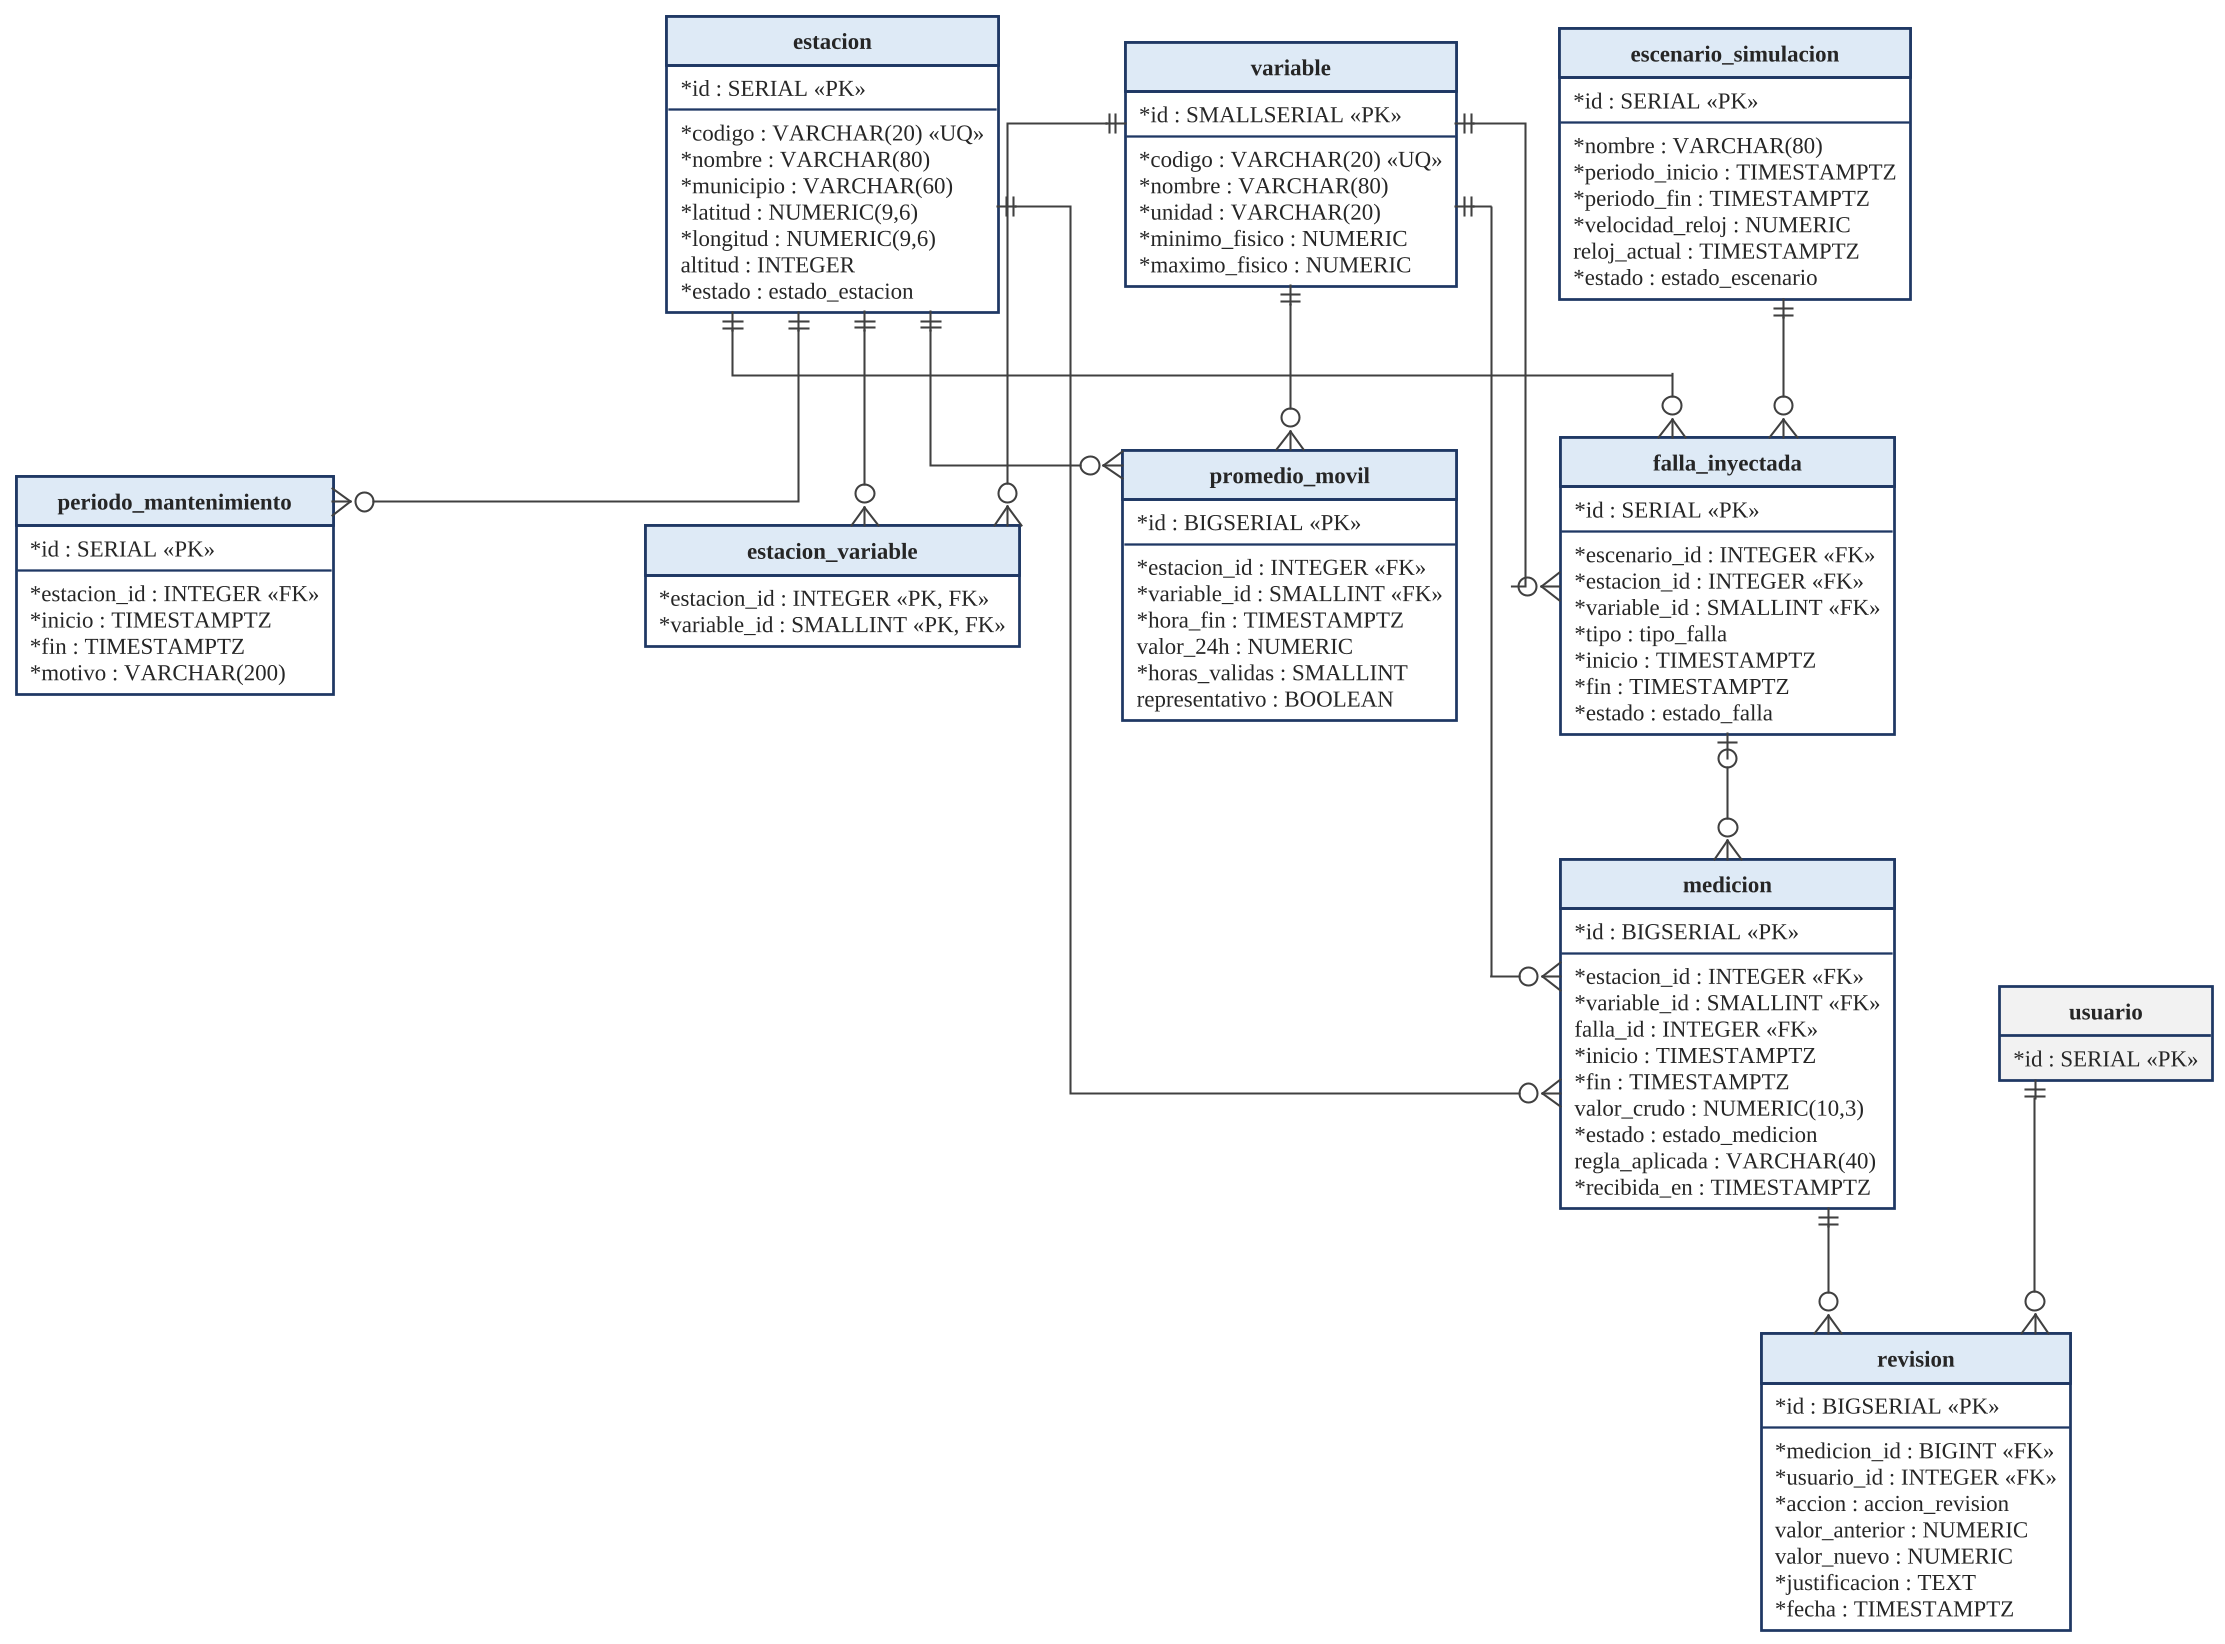 estacion
*id : SERIAL «PK»
*codigo : VARCHAR(20) «UQ»
*nombre : VARCHAR(80)
*municipio : VARCHAR(60)
*latitud : NUMERIC(9,6)
*longitud : NUMERIC(9,6)
altitud : INTEGER
*estado : estado_estacion
variable
*id : SMALLSERIAL «PK»
*codigo : VARCHAR(20) «UQ»
*nombre : VARCHAR(80)
*unidad : VARCHAR(20)
*minimo_fisico : NUMERIC
*maximo_fisico : NUMERIC
escenario_simulacion
*id : SERIAL «PK»
*nombre : VARCHAR(80)
*periodo_inicio : TIMESTAMPTZ
*periodo_fin : TIMESTAMPTZ
*velocidad_reloj : NUMERIC
reloj_actual : TIMESTAMPTZ
*estado : estado_escenario
periodo_mantenimiento
*id : SERIAL «PK»
*estacion_id : INTEGER «FK»
*inicio : TIMESTAMPTZ
*fin : TIMESTAMPTZ
*motivo : VARCHAR(200)
estacion_variable
*estacion_id : INTEGER «PK, FK»
*variable_id : SMALLINT «PK, FK»
promedio_movil
*id : BIGSERIAL «PK»
*estacion_id : INTEGER «FK»
*variable_id : SMALLINT «FK»
*hora_fin : TIMESTAMPTZ
valor_24h : NUMERIC
*horas_validas : SMALLINT
representativo : BOOLEAN
falla_inyectada
*id : SERIAL «PK»
*escenario_id : INTEGER «FK»
*estacion_id : INTEGER «FK»
*variable_id : SMALLINT «FK»
*tipo : tipo_falla
*inicio : TIMESTAMPTZ
*fin : TIMESTAMPTZ
*estado : estado_falla
medicion
*id : BIGSERIAL «PK»
*estacion_id : INTEGER «FK»
*variable_id : SMALLINT «FK»
falla_id : INTEGER «FK»
*inicio : TIMESTAMPTZ
*fin : TIMESTAMPTZ
valor_crudo : NUMERIC(10,3)
*estado : estado_medicion
regla_aplicada : VARCHAR(40)
*recibida_en : TIMESTAMPTZ
usuario
*id : SERIAL «PK»
revision
*id : BIGSERIAL «PK»
*medicion_id : BIGINT «FK»
*usuario_id : INTEGER «FK»
*accion : accion_revision
valor_anterior : NUMERIC
valor_nuevo : NUMERIC
*justificacion : TEXT
*fecha : TIMESTAMPTZ